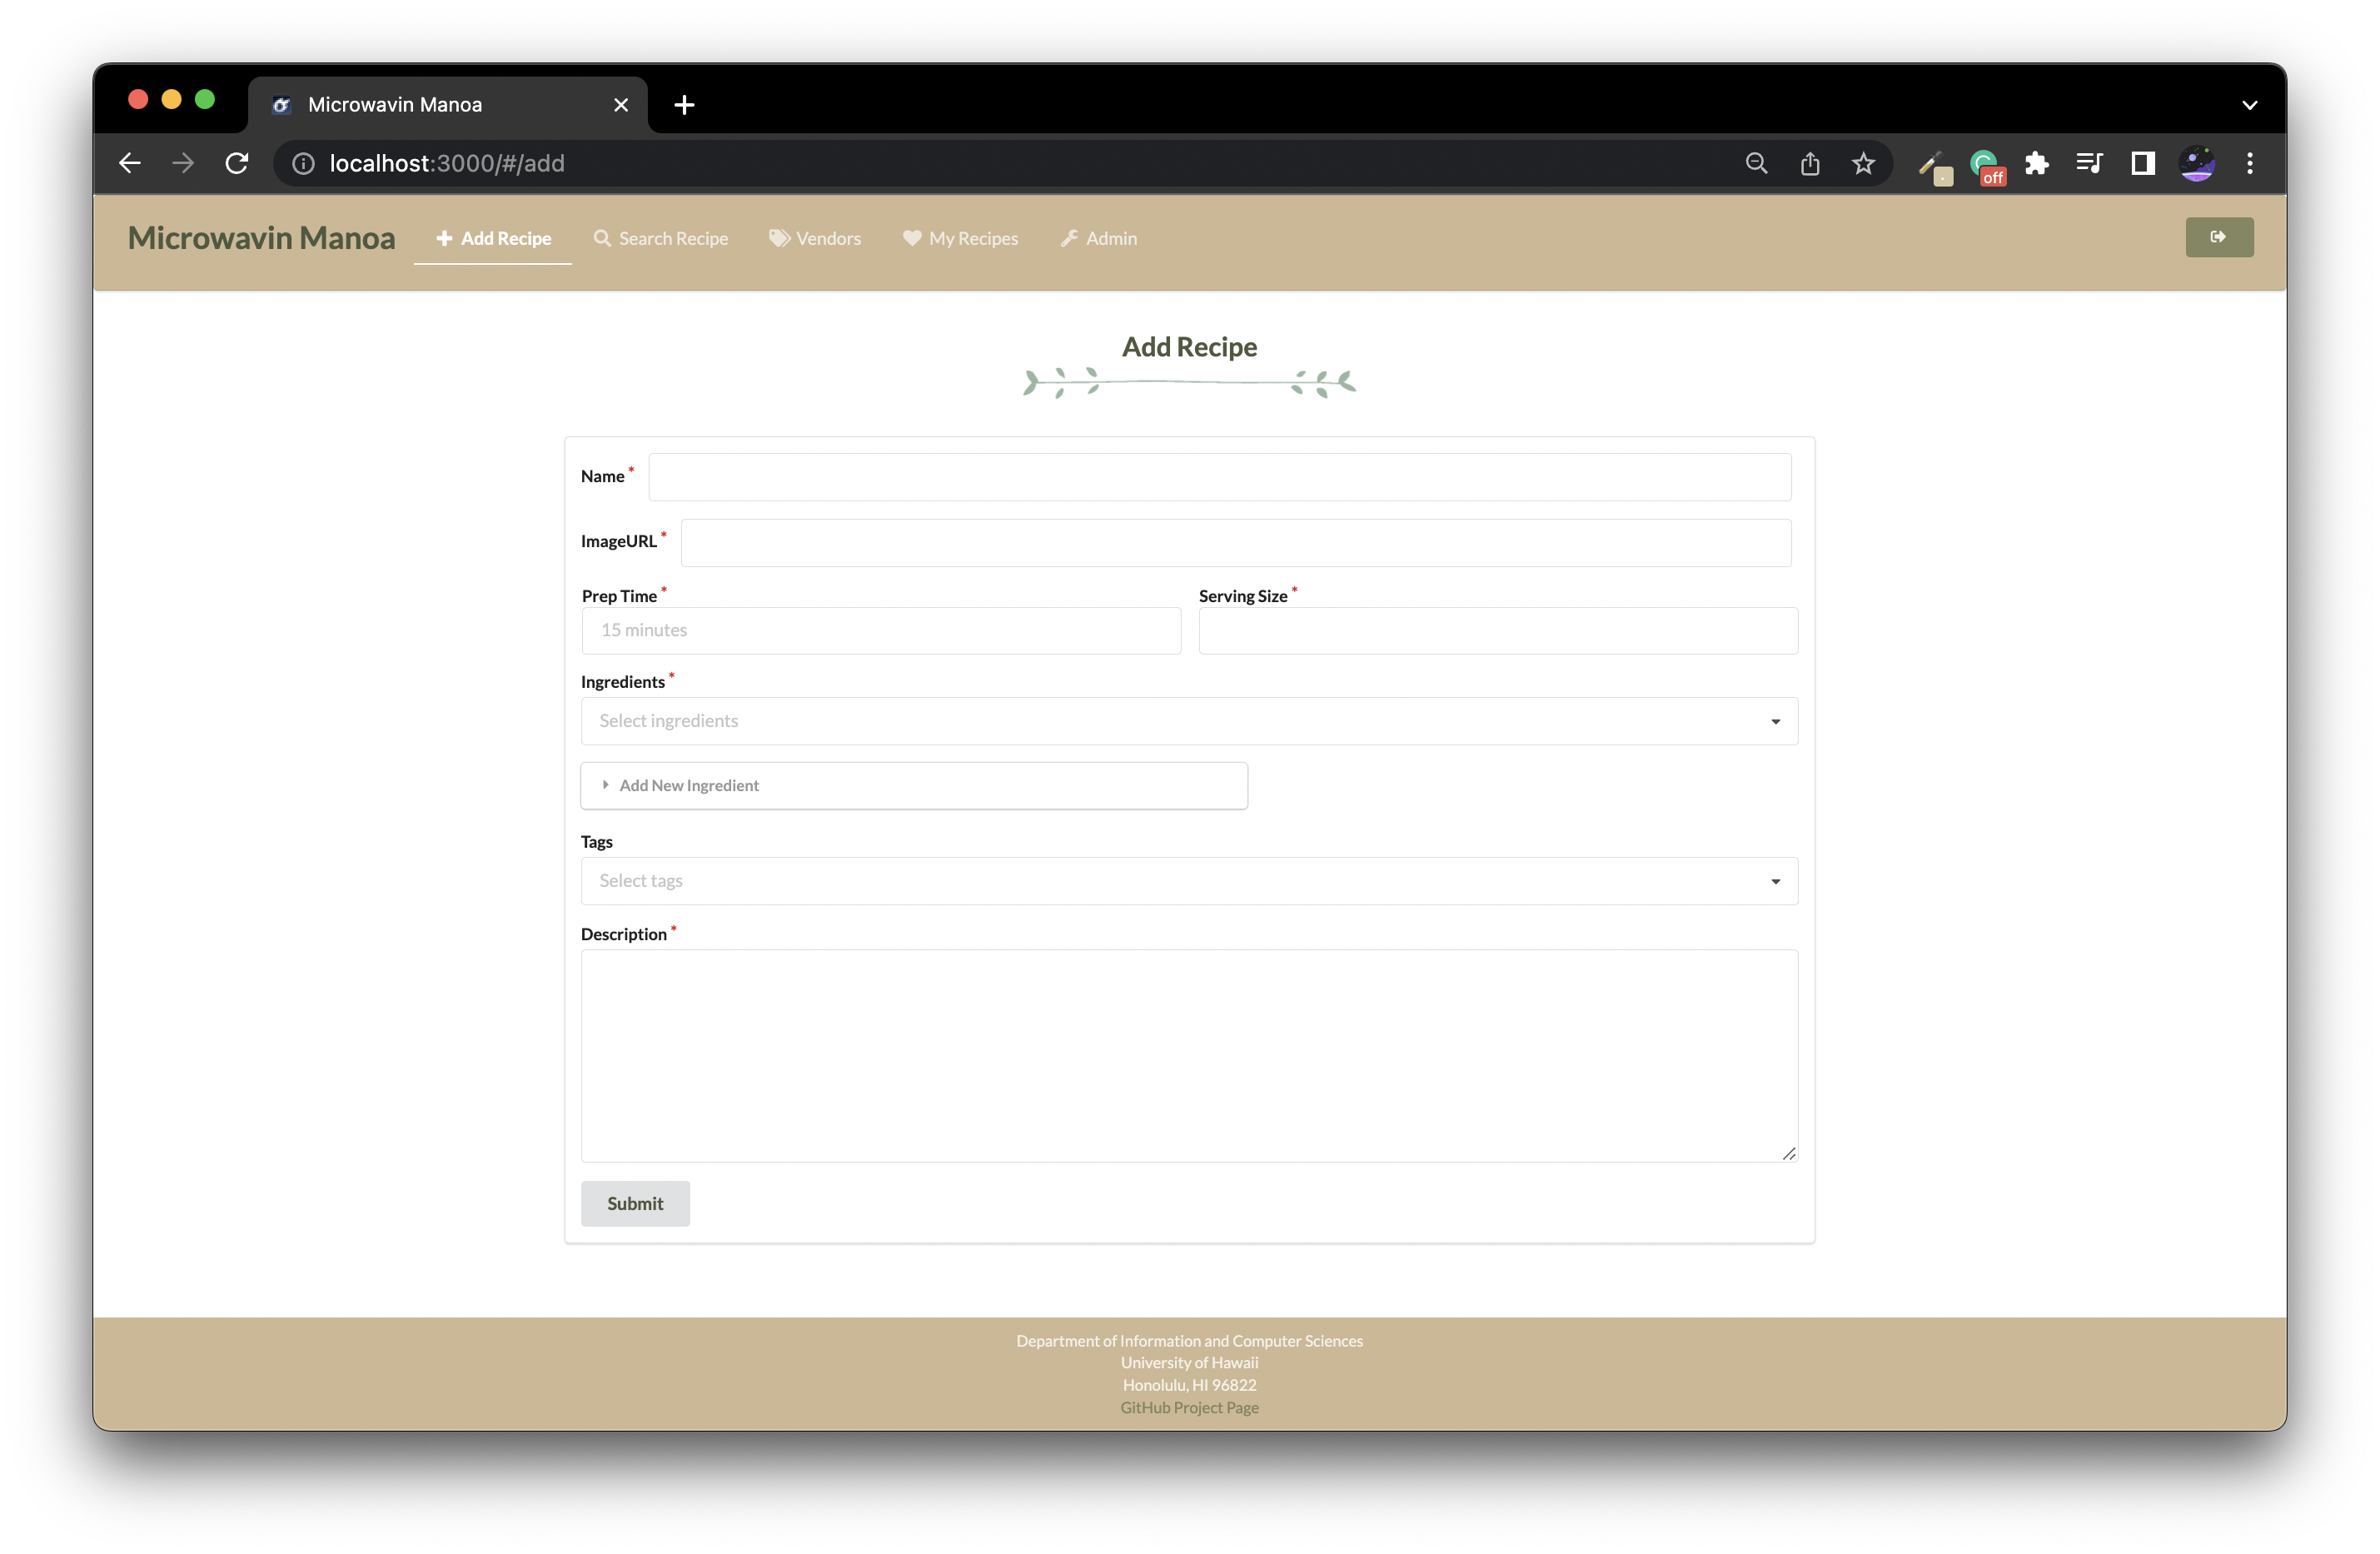 Microwavin Manoa
localhost:3000/#/add
off
Microwavin Manoa Add Recipe Search Recipe Vendors My Recipes Admin
Add Recipe
Name *
ImageURL *
Prep Time * Serving Size *
15 minutes
Ingredients *
Select ingredients
Add New Ingredient
Tags
Select tags
Description *
Submit
Department of Information and Computer Sciences
University of Hawaii
Honolulu, HI 96822
GitHub Project Page